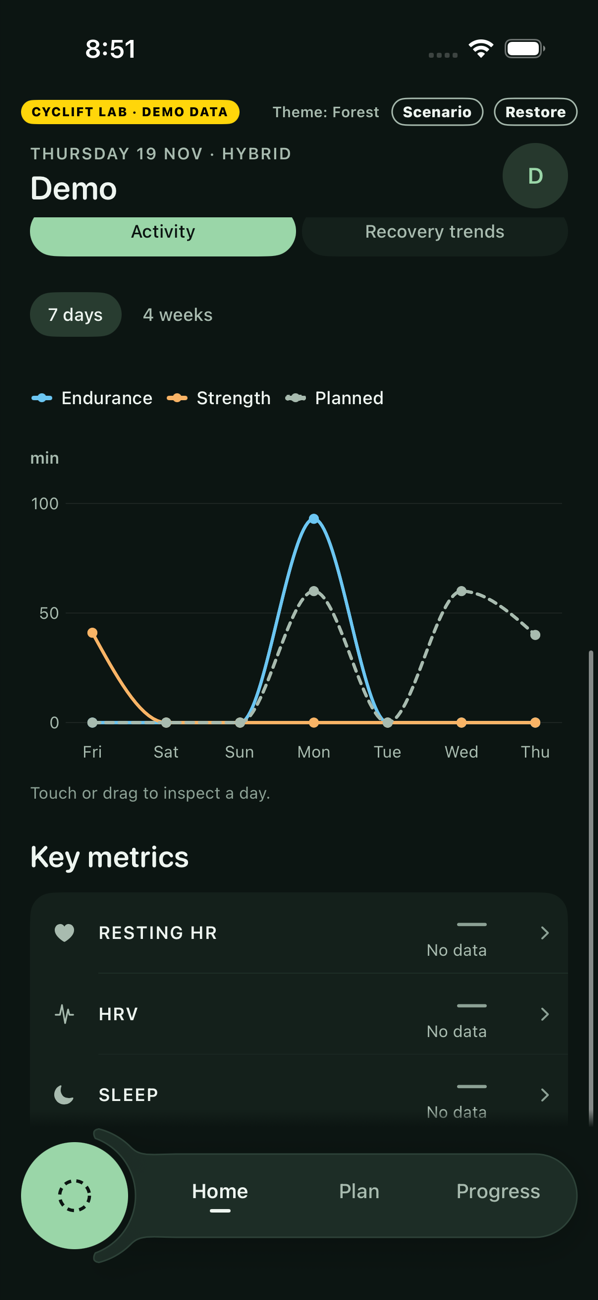 8:51
CYCLIFT LAB · DEMO DATA
Theme: Forest
Scenario
Restore
THURSDAY 19 NOV · HYBRID
Demo
D
Activity
Recovery trends
7 days
4 weeks
Endurance
Strength
Planned
min
100
50
0
Fri
Sat
Sun
Mon
Tue
Wed
Thu
Touch or drag to inspect a day.
Key metrics
RESTING HR
No data
HRV
No data
SLEEP
No data
Home
Plan
Progress